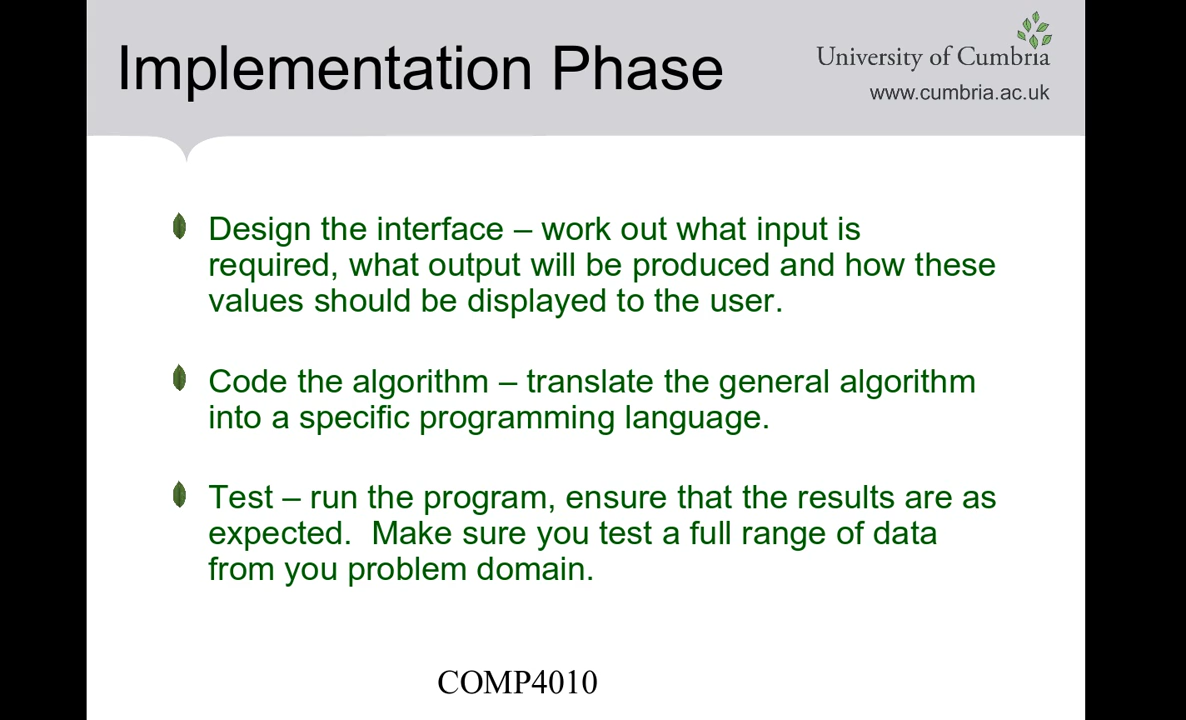 Implementation Phase
University of Cumbria
www.cumbria.ac.uk
Design the interface – work out what input is
required, what output will be produced and how these
values should be displayed to the user.
Code the algorithm – translate the general algorithm
into a specific programming language.
Test – run the program, ensure that the results are as
expected.  Make sure you test a full range of data
from you problem domain.
COMP4010